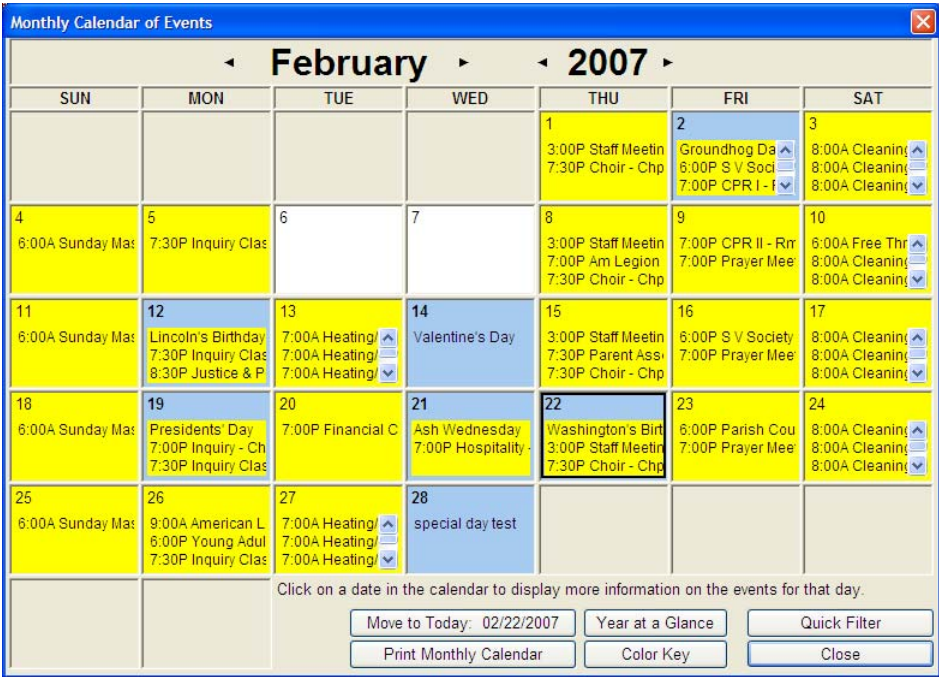 Monthly Calendar of Events
February 2007
SUN MON TUE WED THU FRI SAT
1
3:00P Staff Meetin
7:30P Choir - Chp
2
Groundhog Da
6:00P S V Soci
7:00P CPR I - F
3
8:00A Cleaning
8:00A Cleaning
8:00A Cleaning
4
6:00A Sunday Mas
5
7:30P Inquiry Clas
6
7
8
3:00P Staff Meetin
7:00P Am Legion
7:30P Choir - Chp
9
7:00P CPR II - Rm
7:00P Prayer Meet
10
6:00A Free Thr
8:00A Cleaning
8:00A Cleaning
11
6:00A Sunday Mas
12
Lincoln's Birthday
7:30P Inquiry Clas
8:30P Justice & P
13
7:00A Heating/
7:00A Heating/
7:00A Heating/
14
Valentine's Day
15
3:00P Staff Meetin
7:30P Parent Ass
7:30P Choir - Chp
16
6:00P S V Society
7:00P Prayer Meet
17
8:00A Cleaning
8:00A Cleaning
8:00A Cleaning
18
6:00A Sunday Mas
19
Presidents' Day
7:00P Inquiry - Ch
7:30P Inquiry Clas
20
7:00P Financial C
21
Ash Wednesday
7:00P Hospitality -
22
Washington's Birt
3:00P Staff Meetin
7:30P Choir - Chp
23
6:00P Parish Cou
7:00P Prayer Meet
24
8:00A Cleaning
8:00A Cleaning
8:00A Cleaning
25
6:00A Sunday Mas
26
9:00A American L
6:00P Young Adul
7:30P Inquiry Clas
27
7:00A Heating/
7:00A Heating/
7:00A Heating/
28
special day test
Click on a date in the calendar to display more information on the events for that day.
Move to Today: 02/22/2007 Year at a Glance Quick Filter
Print Monthly Calendar Color Key Close